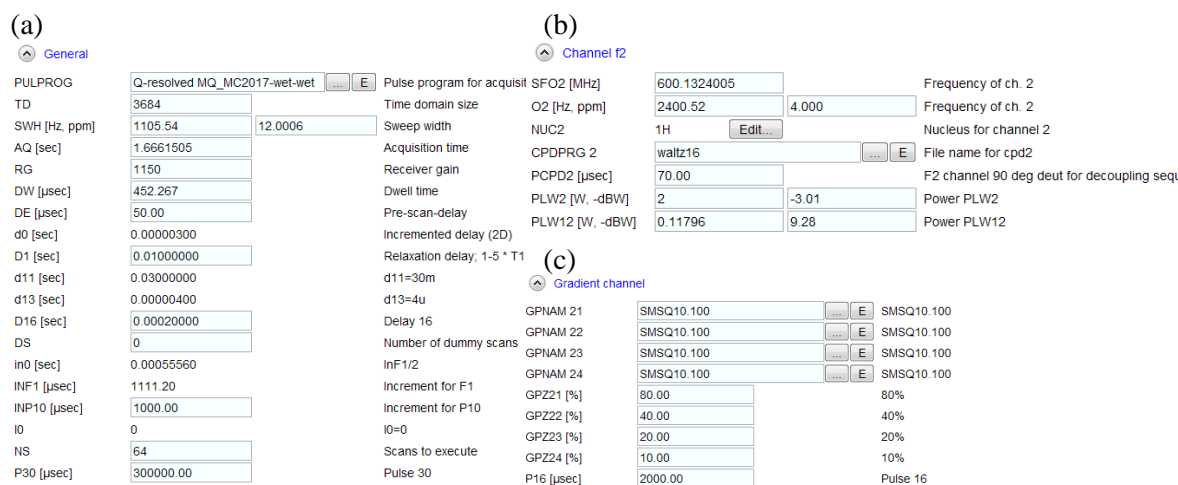 (a)
General
PULPROG Q-resolved MQ_MC2017-wet-wet ... E Pulse program for acquisit
TD 3684 Time domain size
SWH [Hz, ppm] 1105.54 12.0006 Sweep width
AQ [sec] 1.6661505 Acquisition time
RG 1150 Receiver gain
DW [µsec] 452.267 Dwell time
DE [µsec] 50.00 Pre-scan-delay
d0 [sec] 0.00000300 Incremented delay (2D)
D1 [sec] 0.01000000 Relaxation delay; 1-5 * T1
d11 [sec] 0.03000000 d11=30m
d13 [sec] 0.00000400 d13=4u
D16 [sec] 0.00020000 Delay 16
DS 0 Number of dummy scans
in0 [sec] 0.00055560 InF1/2
INF1 [µsec] 1111.20 Increment for F1
INP10 [µsec] 1000.00 Increment for P10
l0 0 l0=0
NS 64 Scans to execute
P30 [µsec] 300000.00 Pulse 30
(b)
Channel f2
SFO2 [MHz] 600.1324005 Frequency of ch. 2
O2 [Hz, ppm] 2400.52 4.000 Frequency of ch. 2
NUC2 1H Edit... Nucleus for channel 2
CPDPRG 2 waltz16 ... E File name for cpd2
PCPD2 [µsec] 70.00 F2 channel 90 deg deut for decoupling sequ
PLW2 [W, -dBW] 2 -3.01 Power PLW2
PLW12 [W, -dBW] 0.11796 9.28 Power PLW12
(c)
Gradient channel
GPNAM 21 SMSQ10.100 ... E SMSQ10.100
GPNAM 22 SMSQ10.100 ... E SMSQ10.100
GPNAM 23 SMSQ10.100 ... E SMSQ10.100
GPNAM 24 SMSQ10.100 ... E SMSQ10.100
GPZ21 [%] 80.00 80%
GPZ22 [%] 40.00 40%
GPZ23 [%] 20.00 20%
GPZ24 [%] 10.00 10%
P16 [µsec] 2000.00 Pulse 16